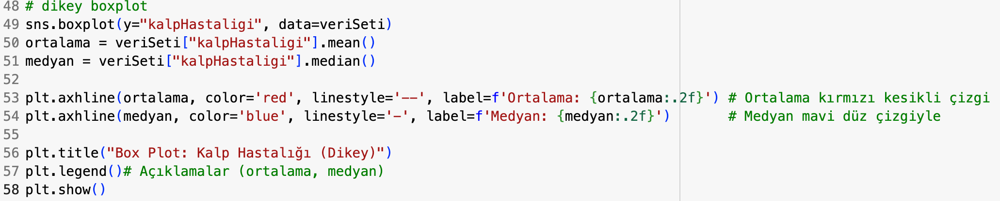 48 # dikey boxplot
49 sns.boxplot(y="kalpHastaligi", data=veriSeti)
50 ortalama = veriSeti["kalpHastaligi"].mean()
51 medyan = veriSeti["kalpHastaligi"].median()
52
53 plt.axhline(ortalama, color='red', linestyle='--', label=f'Ortalama: {ortalama:.2f}') # Ortalama kırmızı kesikli çizgi
54 plt.axhline(medyan, color='blue', linestyle='-', label=f'Medyan: {medyan:.2f}')       # Medyan mavi düz çizgiyle
55
56 plt.title("Box Plot: Kalp Hastalığı (Dikey)")
57 plt.legend()# Açıklamalar (ortalama, medyan)
58 plt.show()